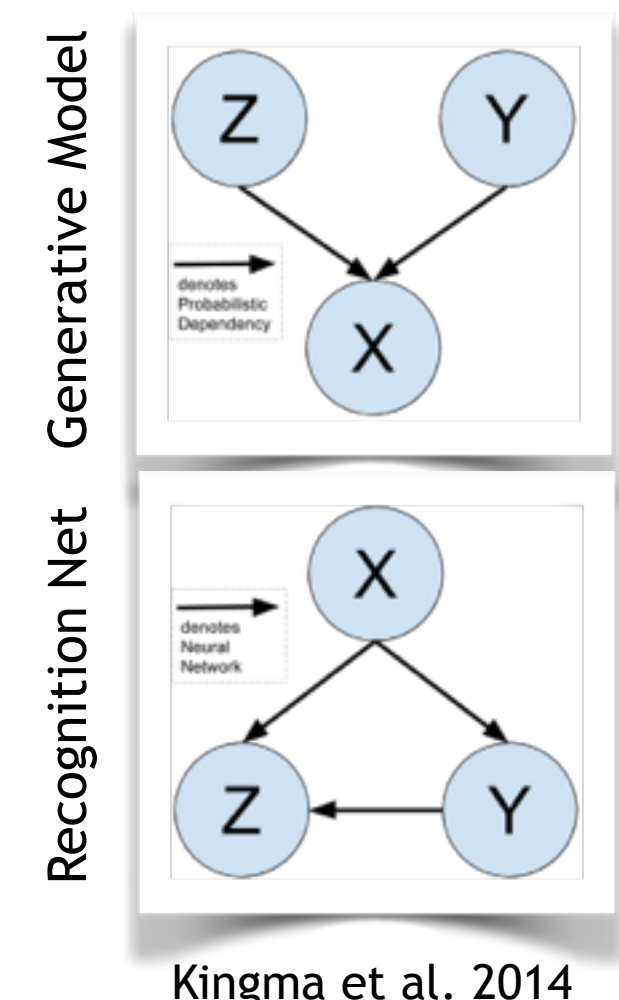 Generative Model
Z
Y
denotes
Probabilistic
Dependency
X
Recognition Net
X
denotes
Neural
Network
Z
Y
Kingma et al. 2014